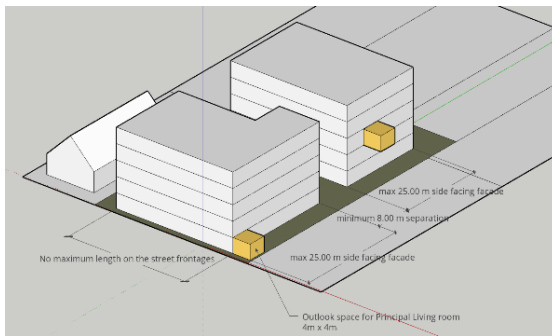 max 25.00 m side facing facade
minimum 8.00 m separation
No maximum length on the street frontages
max 25.00 m side facing facade
Outlook space for Principal Living room
4m x 4m